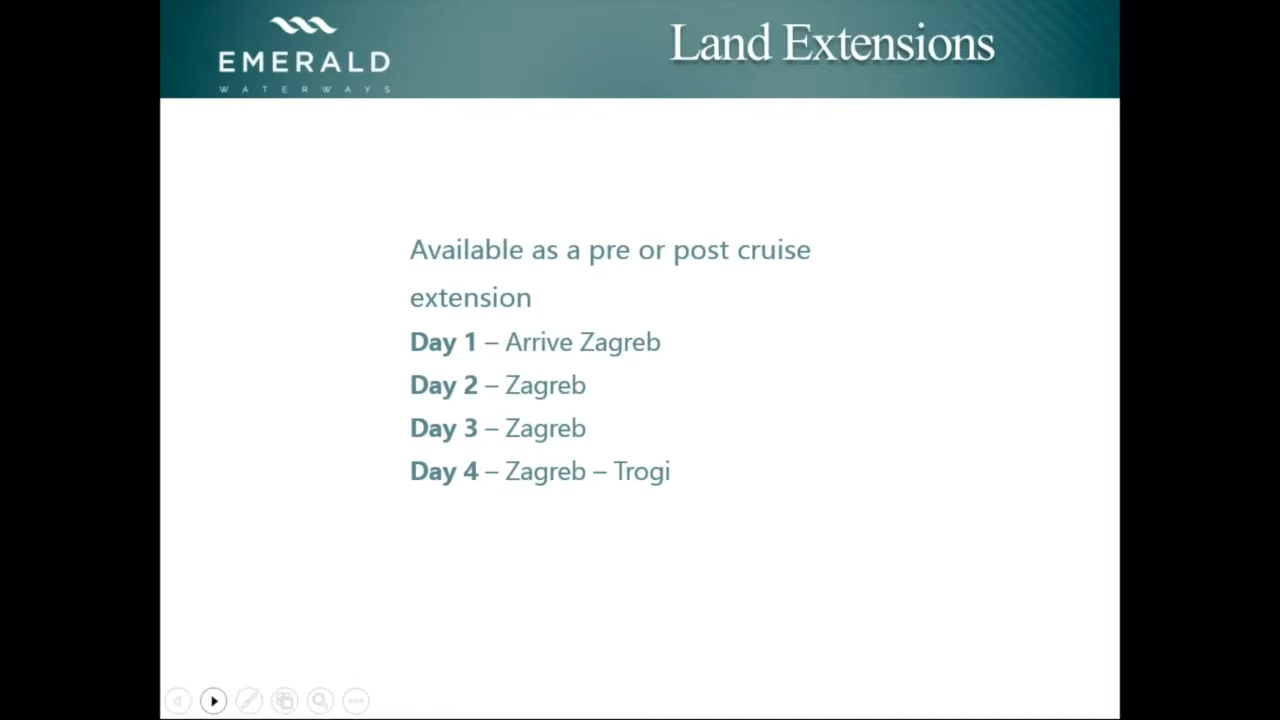 EMERALD
WATERWAYS
Land Extensions
Available as a pre or post cruise
extension
Day 1 – Arrive Zagreb
Day 2 – Zagreb
Day 3 – Zagreb
Day 4 – Zagreb – Trogi